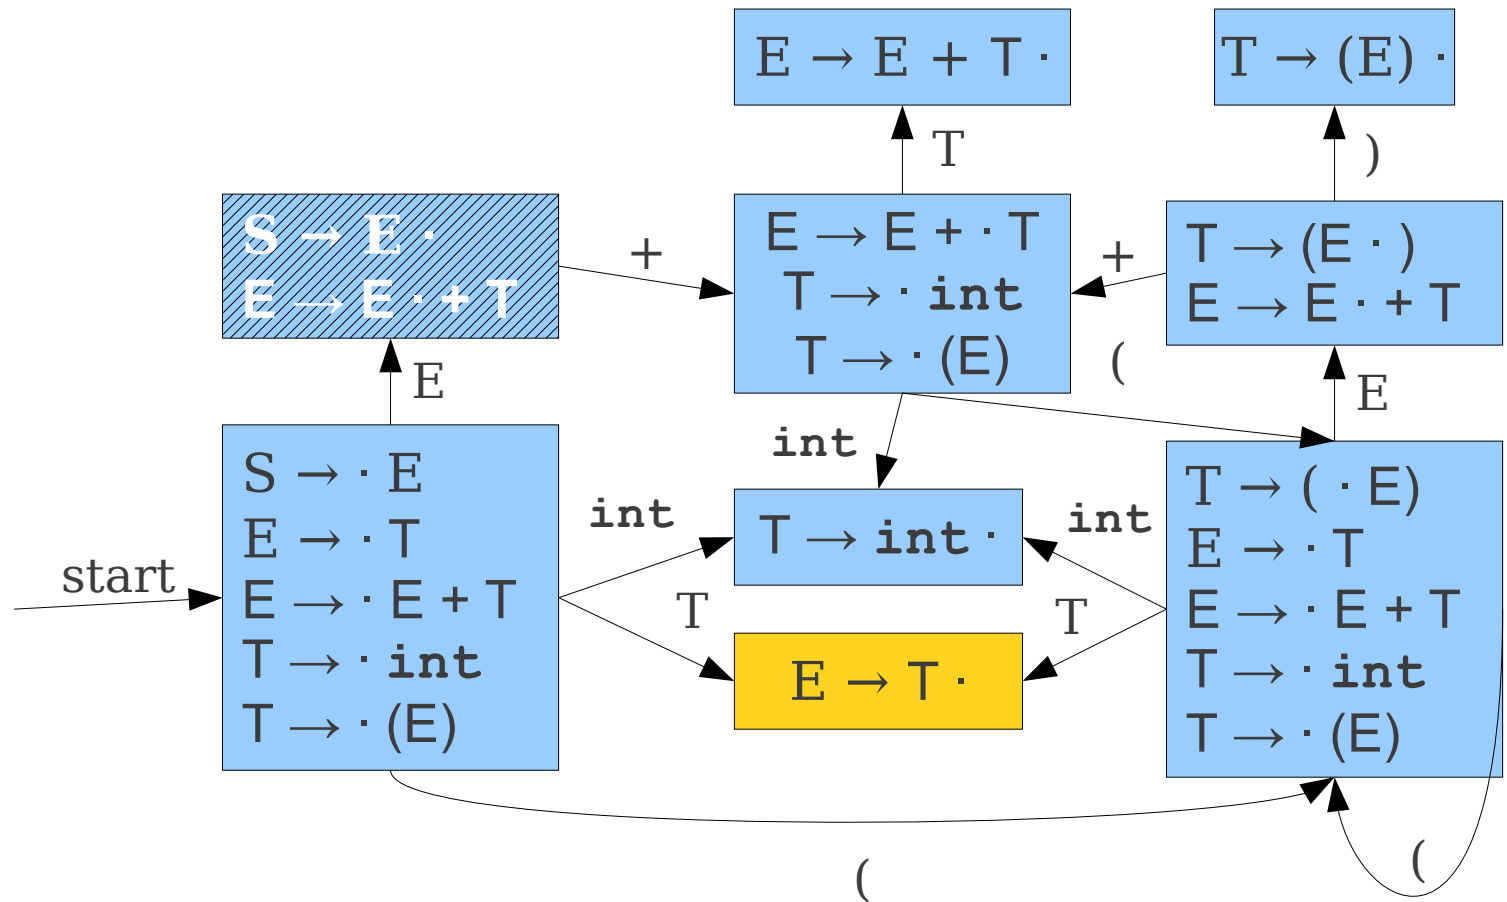 E → E + T ·
T → (E) ·
T
)
S → E ·
E → E · + T
+
E → E + · T
T → · int
T → · (E)
+
T → (E · )
E → E · + T
E
(
E
int
start
S → · E
E → · T
E → · E + T
T → · int
T → · (E)
int
T
T → int ·
E → T ·
int
T
T → ( · E)
E → · T
E → · E + T
T → · int
T → · (E)
(
(